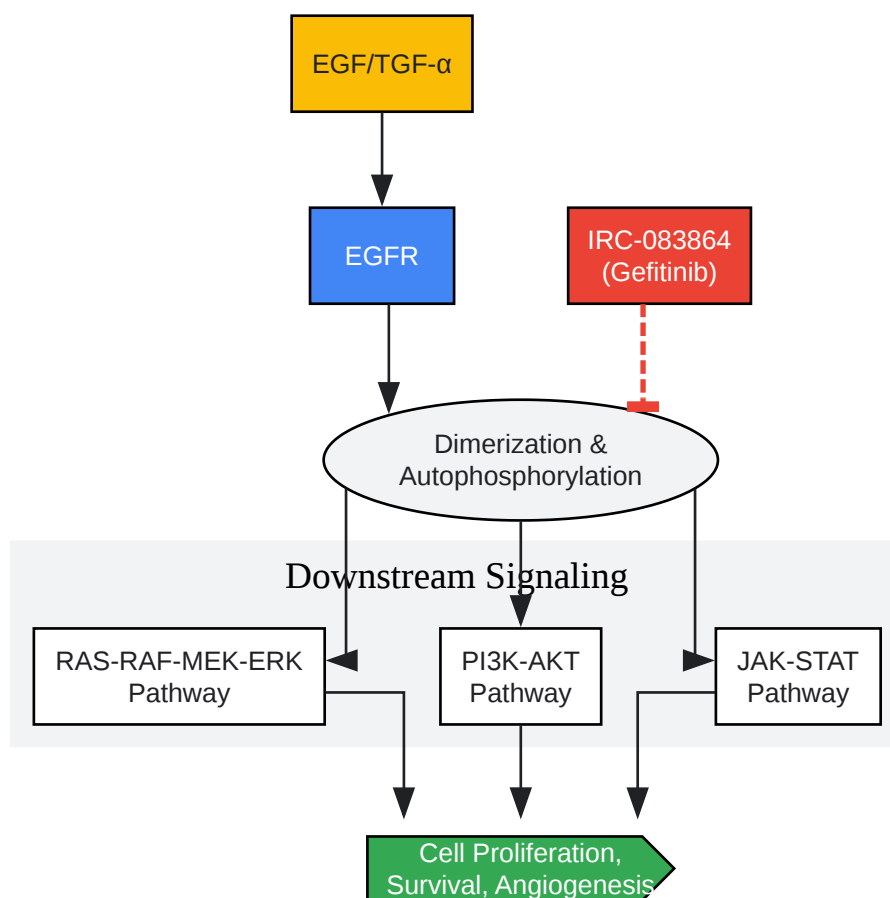 EGF/TGF-α
EGFR
IRC-083864
(Gefitinib)
Dimerization &
Autophosphorylation
Downstream Signaling
RAS-RAF-MEK-ERK
Pathway
PI3K-AKT
Pathway
JAK-STAT
Pathway
Cell Proliferation,
Survival, Angiogenesis